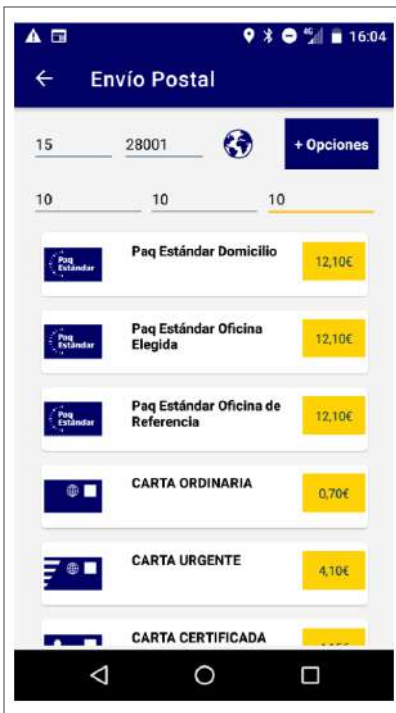 4G 16:04
Envío Postal
15 28001 + Opciones
10 10 10
Paq Estándar Paq Estándar Domicilio 12,10€
Paq Estándar Paq Estándar Oficina 12,10€
Elegida
Paq Estándar Paq Estándar Oficina de 12,10€
Referencia
CARTA ORDINARIA 0,70€
CARTA URGENTE 4,10€
CARTA CERTIFICADA